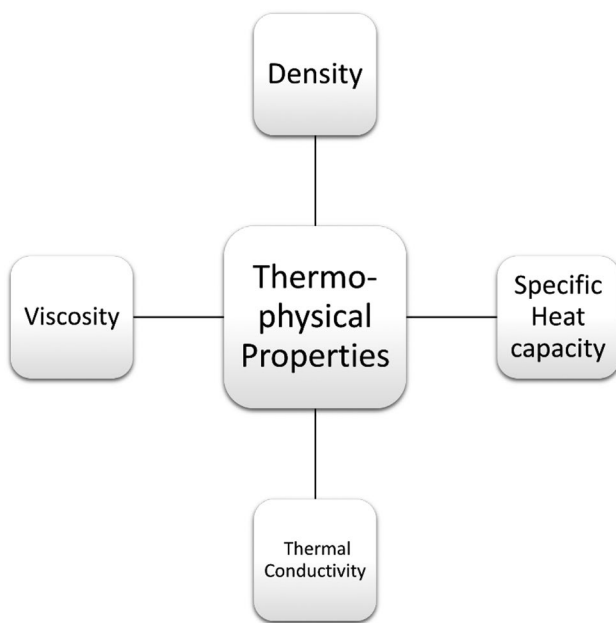 Density
Viscosity
Thermo-
physical
Properties
Specific
Heat
capacity
Thermal
Conductivity